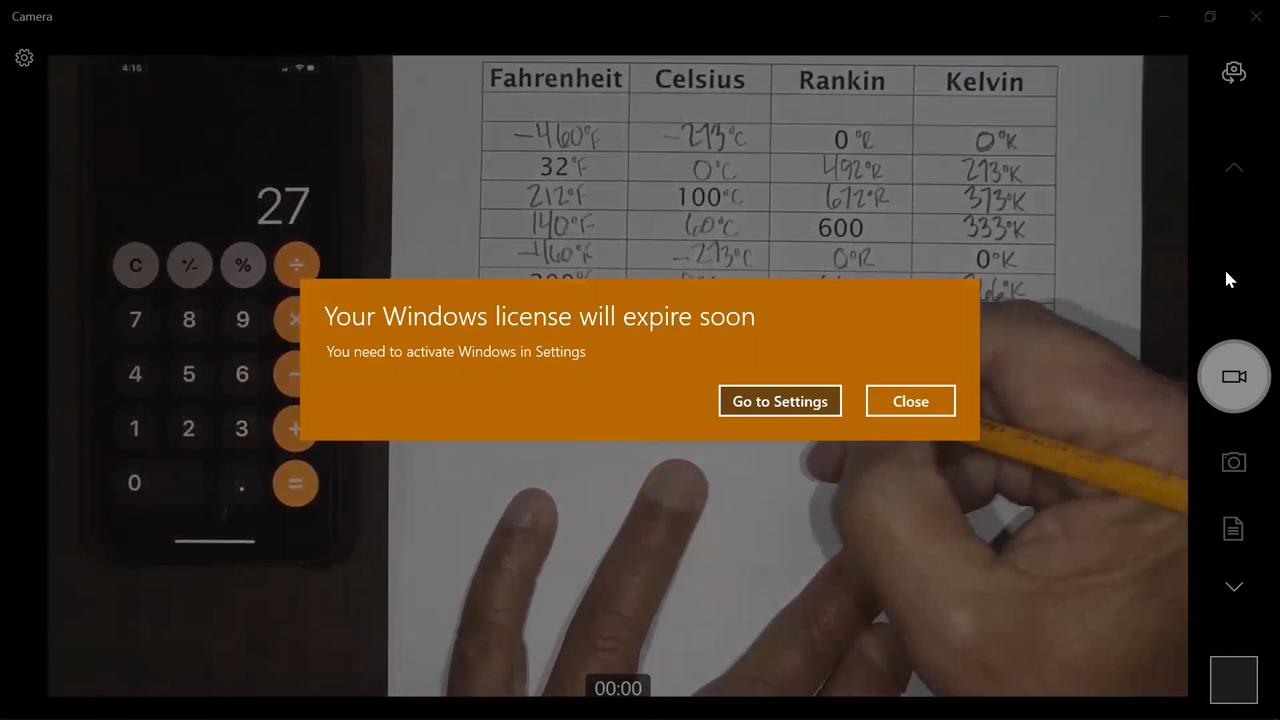 Camera
4:16
Fahrenheit Celsius Rankin Kelvin
-460°F -273°C 0°R 0°K
32°F 0°C 492°R 273°K
27
212°F 100°C 672°R 373°K
140°F 60°C 600 333°K
-460°F -273°C 0°R 0°K
C +/- % ÷
7 8 9 ×
Your Windows license will expire soon
You need to activate Windows in Settings
4 5 6 −
Go to Settings Close
1 2 3 +
0 . =
00:00